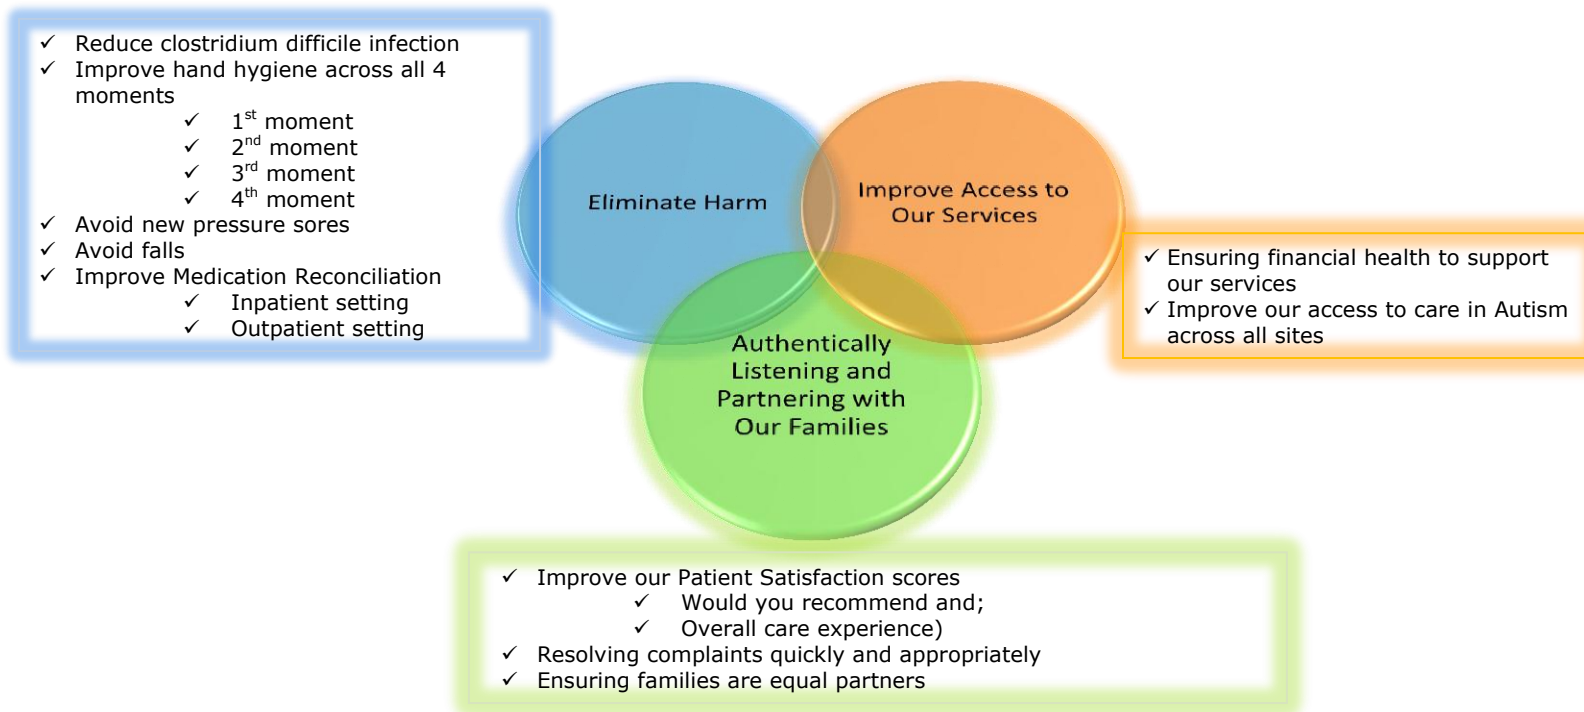 ✓ Reduce clostridium difficile infection
✓ Improve hand hygiene across all 4
moments
✓ 1st moment
✓ 2nd moment
✓ 3rd moment
✓ 4th moment
✓ Avoid new pressure sores
✓ Avoid falls
✓ Improve Medication Reconciliation
✓ Inpatient setting
✓ Outpatient setting
Eliminate Harm
Improve Access to
Our Services
✓ Ensuring financial health to support
our services
✓ Improve our access to care in Autism
across all sites
Authentically
Listening and
Partnering with
Our Families
✓ Improve our Patient Satisfaction scores
✓ Would you recommend and;
✓ Overall care experience)
✓ Resolving complaints quickly and appropriately
✓ Ensuring families are equal partners